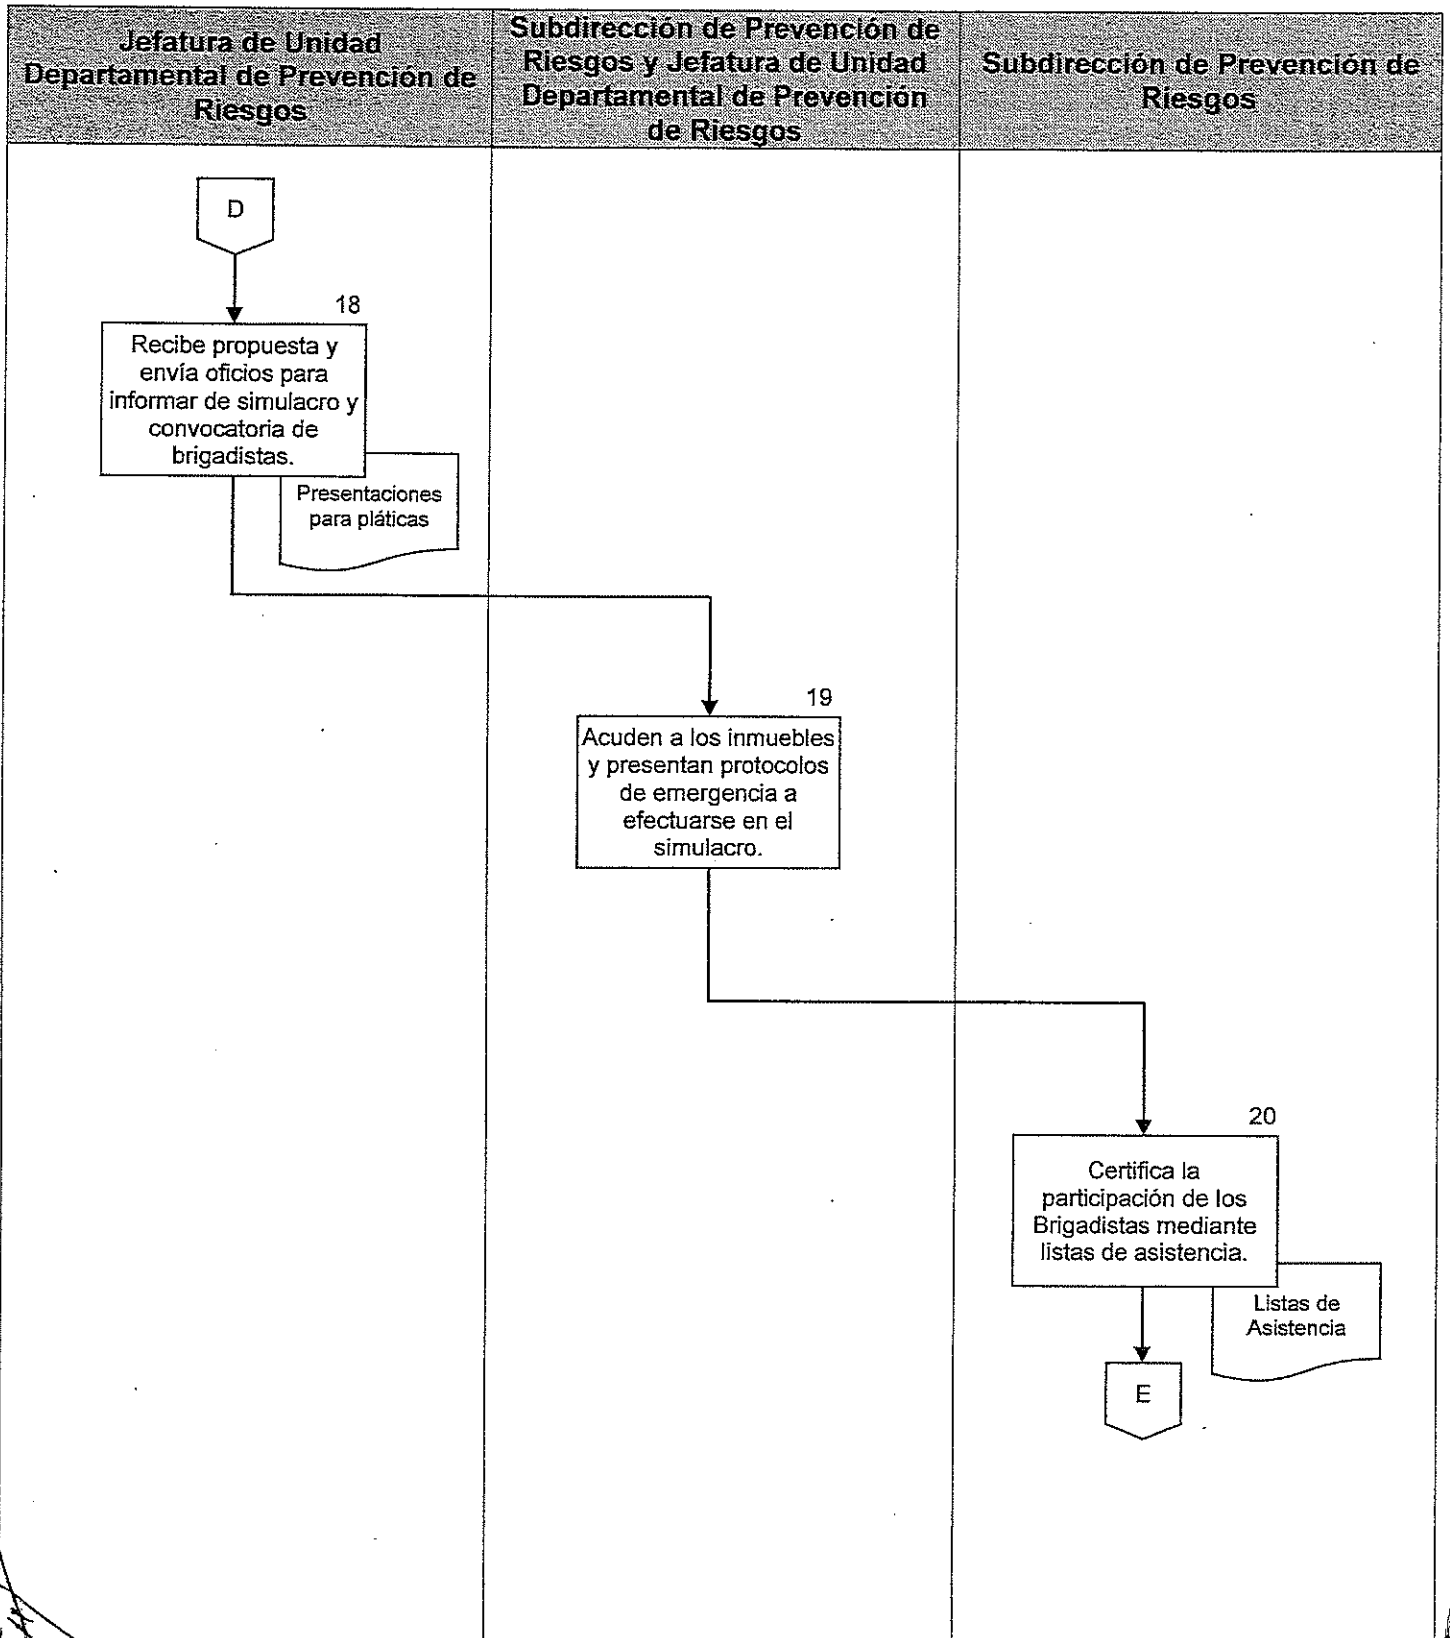 Jefatura de Unidad
Departamental de Prevención de
Riesgos
Subdirección de Prevención de
Riesgos y Jefatura de Unidad
Departamental de Prevención
de Riesgos
Subdirección de Prevención de
Riesgos
D
18
Recibe propuesta y
envía oficios para
informar de simulacro y
convocatoria de
brigadistas.
Presentaciones
para pláticas
19
Acuden a los inmuebles
y presentan protocolos
de emergencia a
efectuarse en el
simulacro.
20
Certifica la
participación de los
Brigadistas mediante
listas de asistencia.
Listas de
Asistencia
E